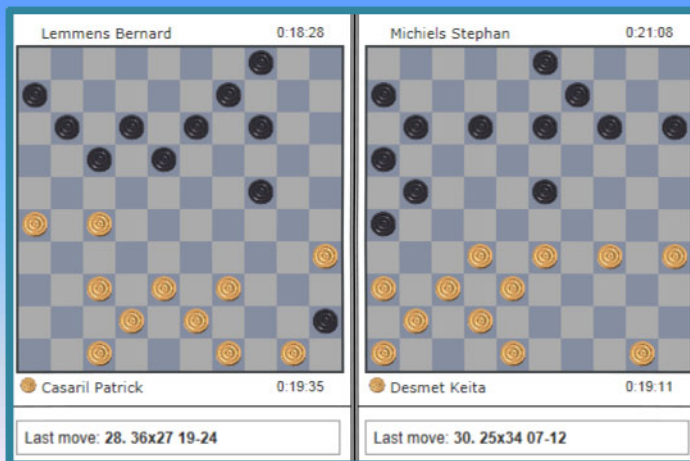 Lemmens Bernard 0:18:28
Michiels Stephan 0:21:08
Casaril Patrick 0:19:35
Desmet Keita 0:19:11
Last move: 28. 36x27 19-24
Last move: 30. 25x34 07-12